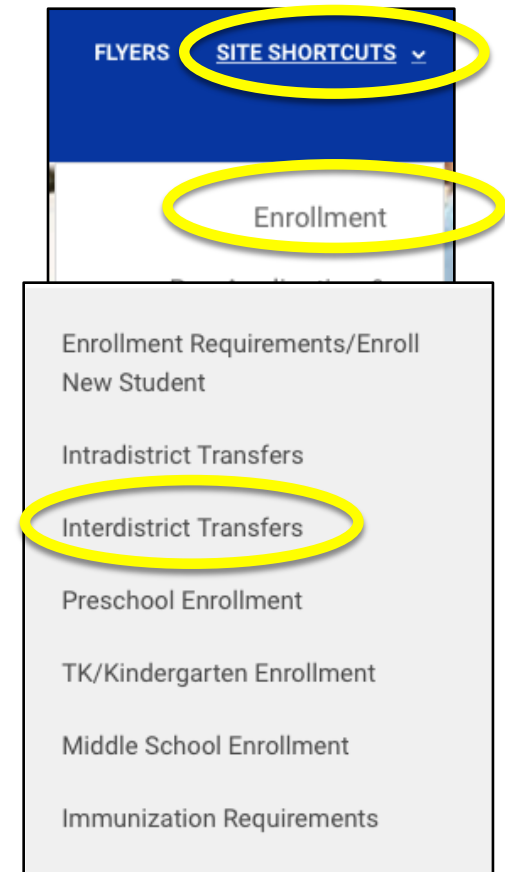 FLYERS SITE SHORTCUTS
Enrollment
Enrollment Requirements/Enroll
New Student
Intradistrict Transfers
Interdistrict Transfers
Preschool Enrollment
TK/Kindergarten Enrollment
Middle School Enrollment
Immunization Requirements